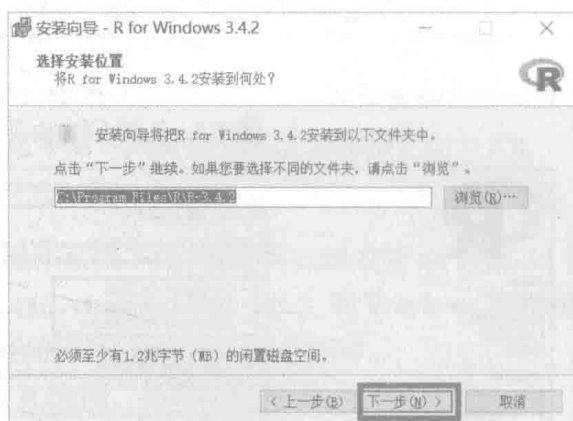 安装向导 - R for Windows 3.4.2
选择安装位置
将R for Windows 3.4.2安装到何处?
R
安装向导将把R for Windows 3.4.2安装到以下文件夹中。
点击“下一步”继续。如果您要选择不同的文件夹，请点击“浏览”。
C:\Program Files\R\R-3.4.2
浏览(R)...
必须至少有1.2兆字节（MB）的闲置磁盘空间。
< 上一步(B)
下一步(N) >
取消